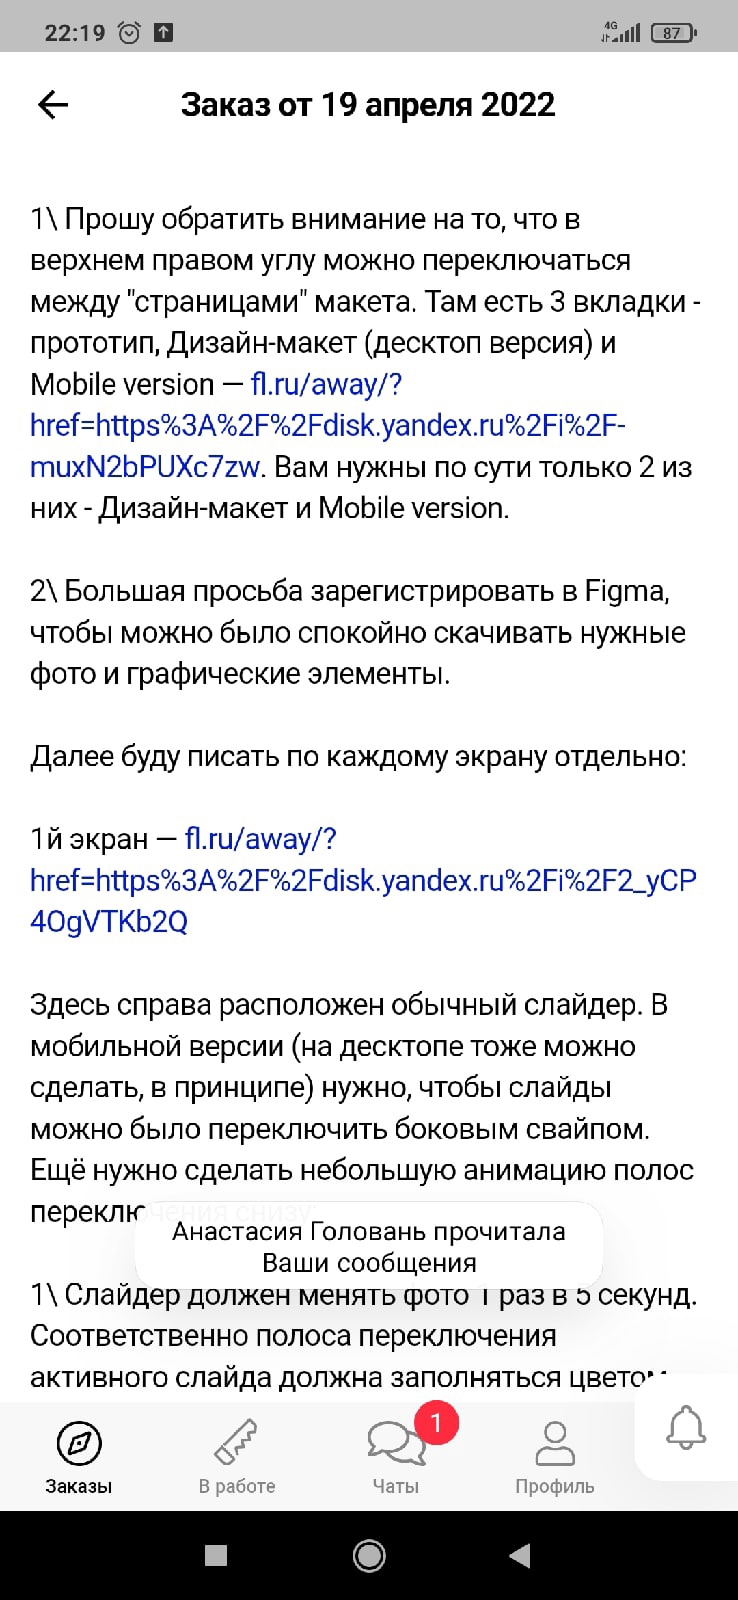 22:19
4G
87
Заказ от 19 апреля 2022
1\ Прошу обратить внимание на то, что в
верхнем правом углу можно переключаться
между "страницами" макета. Там есть 3 вкладки -
прототип, Дизайн-макет (десктоп версия) и
Mobile version — fl.ru/away/?
href=https%3A%2F%2Fdisk.yandex.ru%2Fi%2F-
muxN2bPUXc7zw. Вам нужны по сути только 2 из
них - Дизайн-макет и Mobile version.
2\ Большая просьба зарегистрировать в Figma,
чтобы можно было спокойно скачивать нужные
фото и графические элементы.
Далее буду писать по каждому экрану отдельно:
1й экран — fl.ru/away/?
href=https%3A%2F%2Fdisk.yandex.ru%2Fi%2F2_yCP
4OgVTKb2Q
Здесь справа расположен обычный слайдер. В
мобильной версии (на десктопе тоже можно
сделать, в принципе) нужно, чтобы слайды
можно было переключить боковым свайпом.
Ещё нужно сделать небольшую анимацию полос
переключения снизу:
Анастасия Головань прочитала
Ваши сообщения
1\ Слайдер должен менять фото 1 раз в 5 секунд.
Соответственно полоса переключения
активного слайда должна заполняться цветом
1
Заказы
В работе
Чаты
Профиль